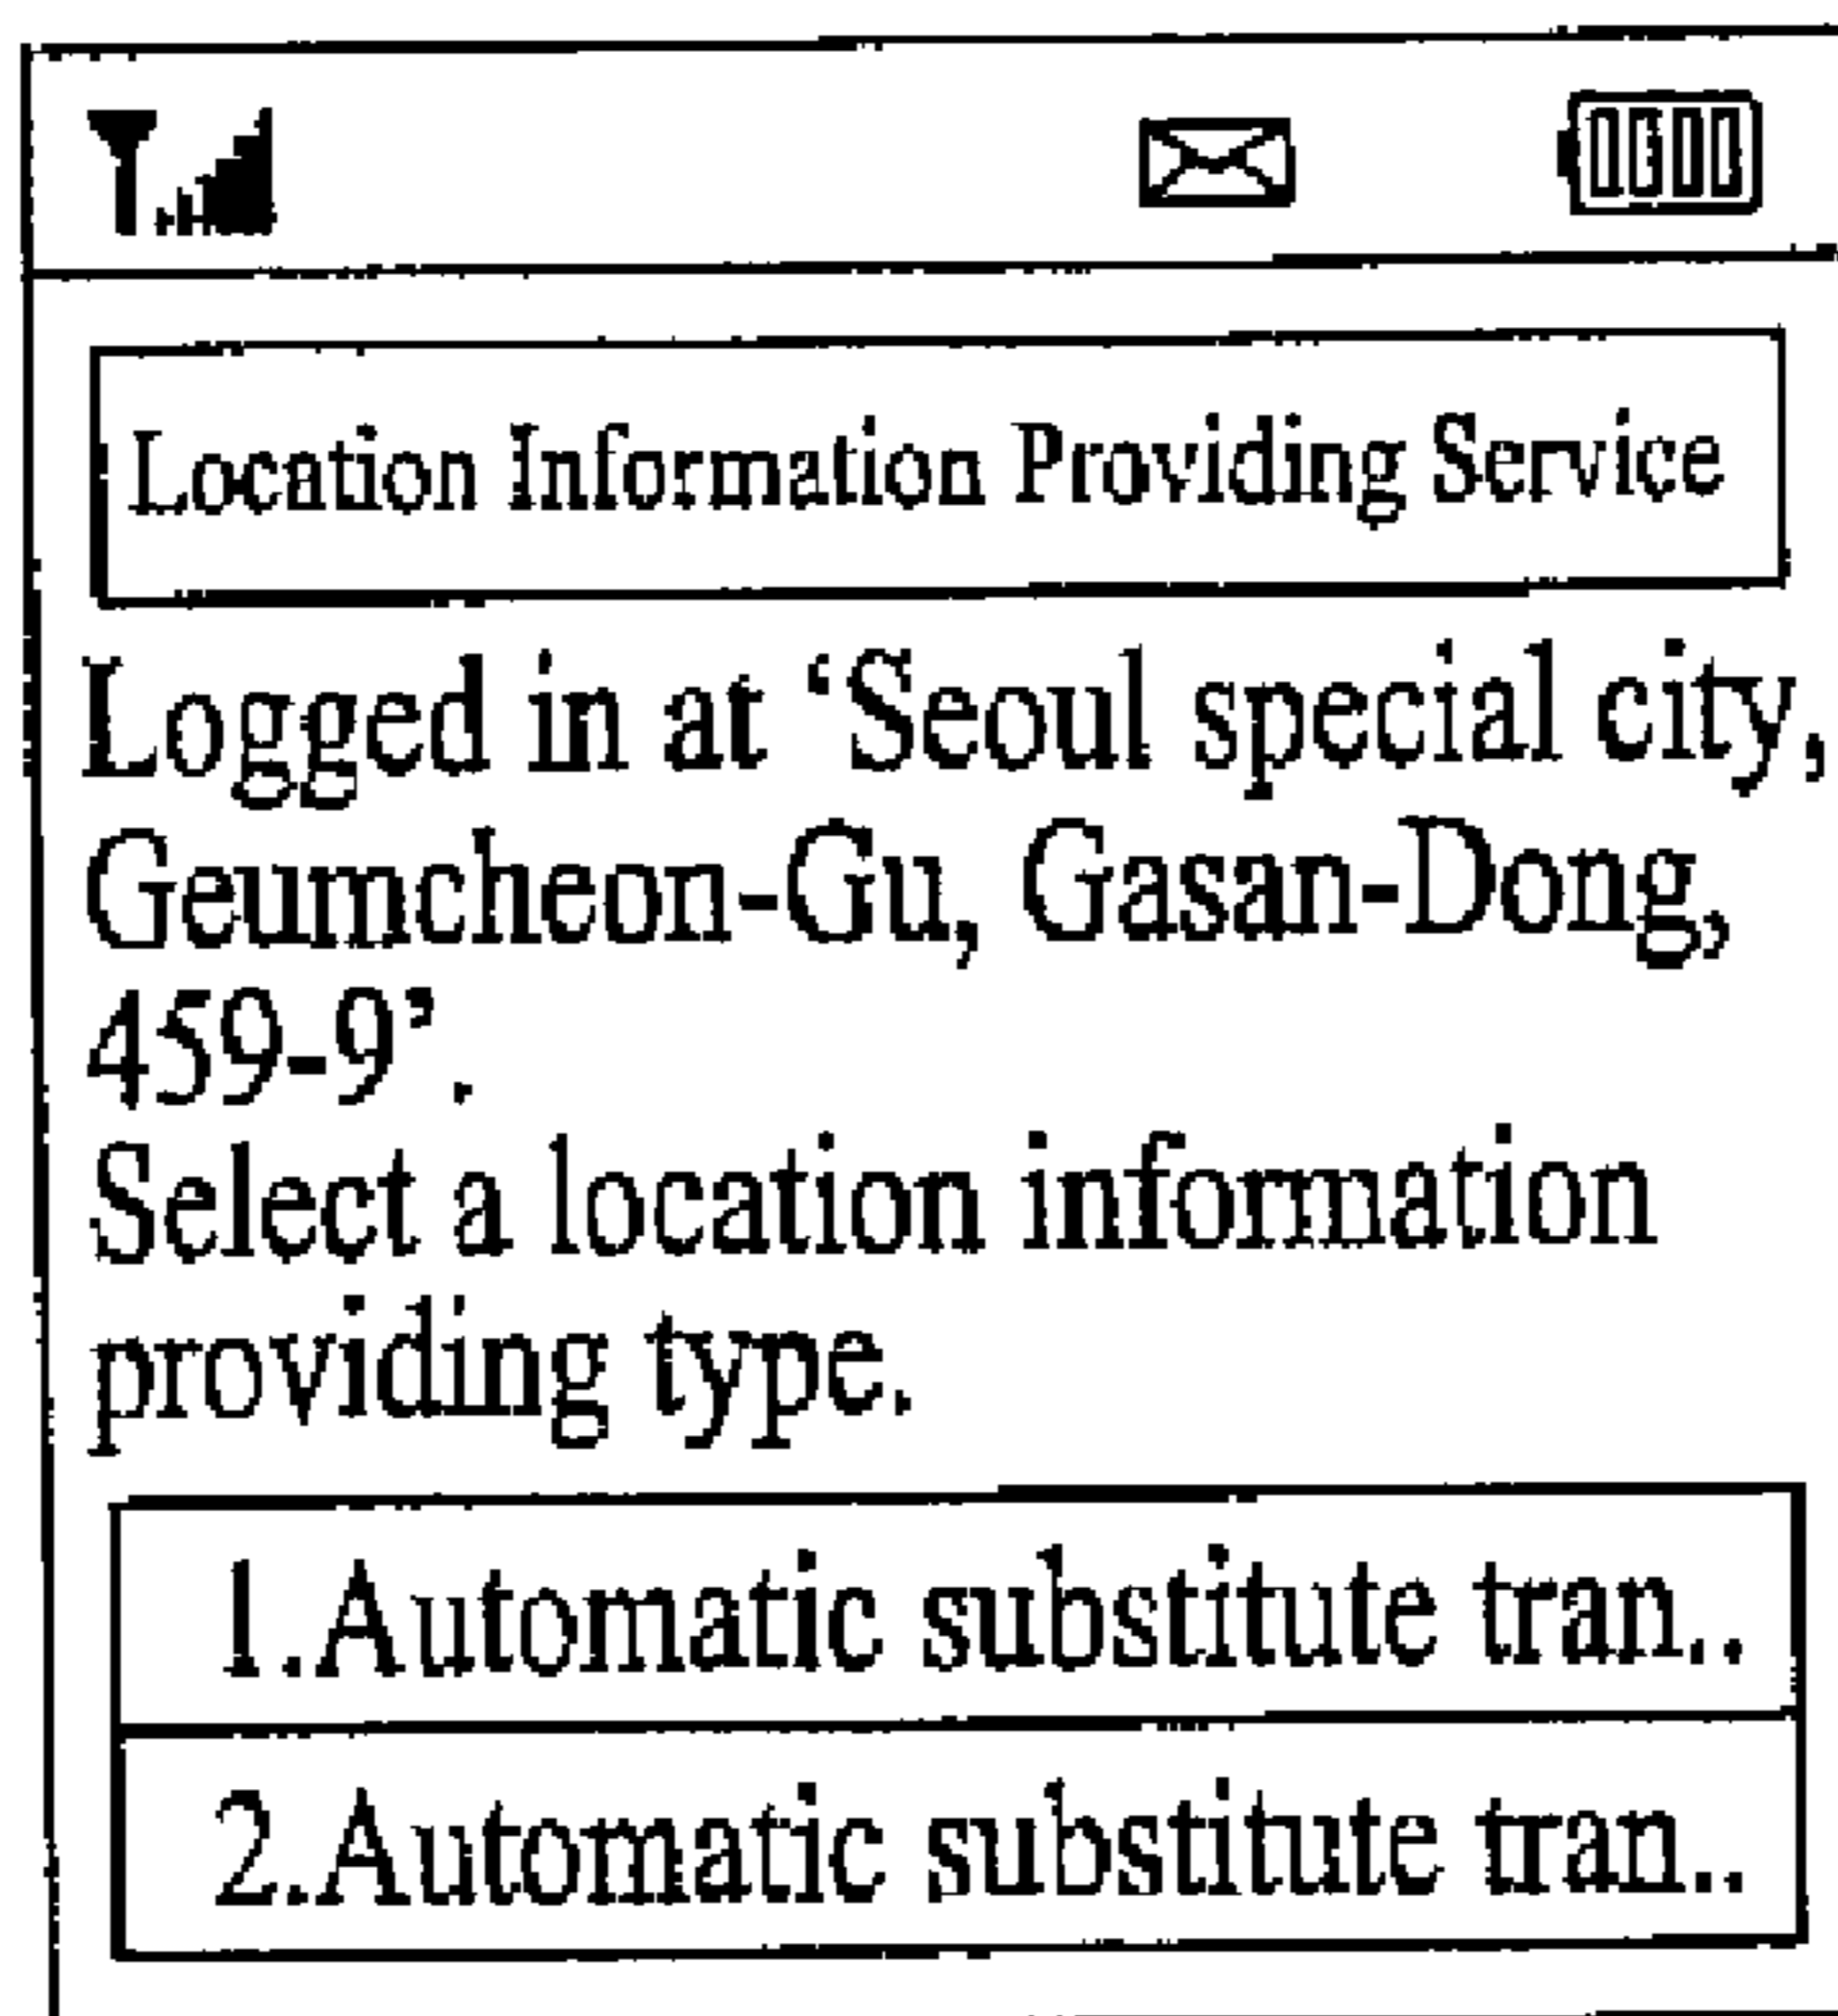 Location Information Providing Service
Logged in at ‘Seoul special city,
Geumcheon-Gu, Gasan-Dong,
459-9’ .
Select a location information
providing type.
1.Automatic substitute tran..
2.Automatic substitute tran..